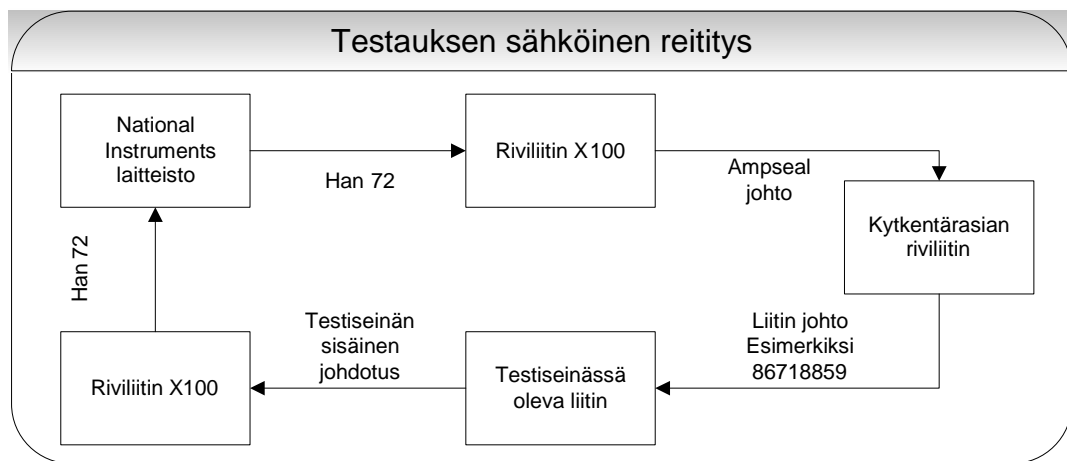 Testauksen sähköinen reititys
National
Instruments
laitteisto
Han 72
Riviliitin X100
Ampseal
johto
Kytkentärasian
riviliitin
Liitin johto
Esimerkiksi
86718859
Testiseinässä
oleva liitin
Testiseinän
sisäinen
johdotus
Riviliitin X100
Han 72